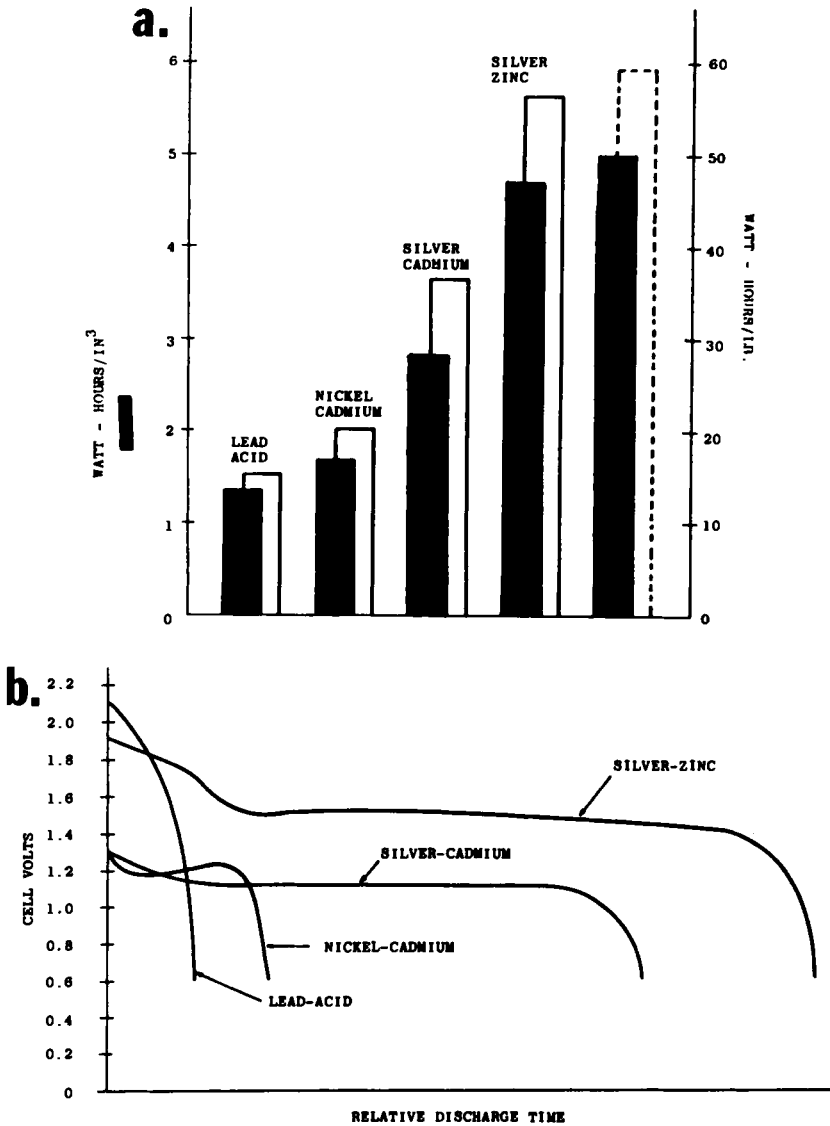 a.
6
5
4
3
2
1
0
WATT - HOURS/IN3
LEAD
ACID
NICKEL
CADMIUM
SILVER
CADMIUM
SILVER
ZINC
60
50
40
30
20
10
0
WATT - HOURS/LB.
b.
2.2
2.0
1.8
1.6
1.4
1.2
1.0
0.8
0.6
0.4
0.2
0
CELL VOLTS
SILVER-ZINC
SILVER-CADMIUM
NICKEL-CADMIUM
LEAD-ACID
RELATIVE DISCHARGE TIME